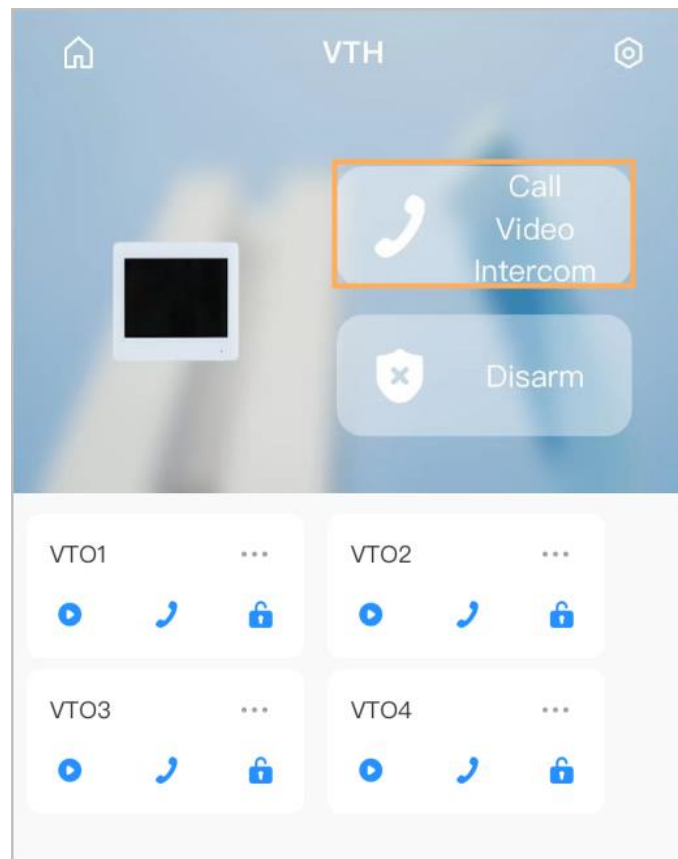 VTH
Call
Video
Intercom
Disarm
VTO1
VTO2
VTO3
VTO4